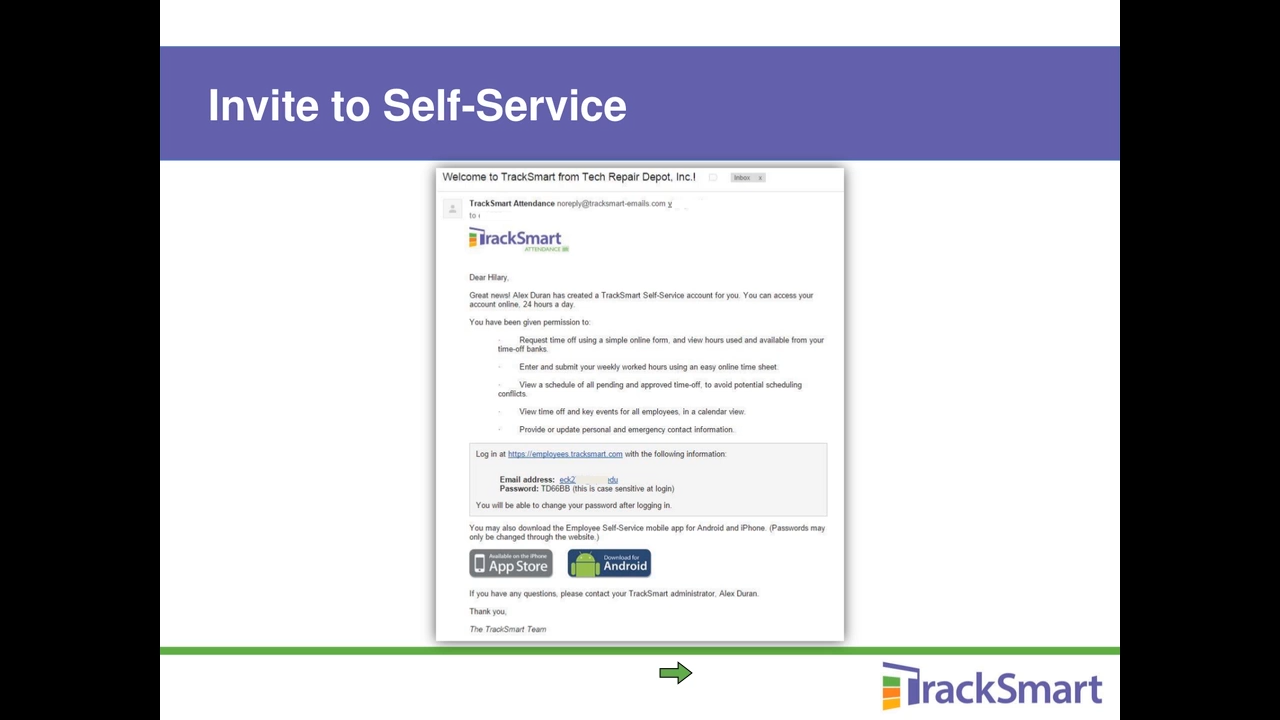 Invite to Self-Service
Welcome to TrackSmart from Tech Repair Depot, Inc.!
Inbox x
TrackSmart Attendance noreply@tracksmart-emails.com
to
TrackSmart
ATTENDANCE
Dear Hilary,
Great news! Alex Duran has created a TrackSmart Self-Service account for you. You can access your
account online, 24 hours a day.
You have been given permission to:
· Request time off using a simple online form, and view hours used and available from your
time-off banks.
· Enter and submit your weekly worked hours using an easy online time sheet.
· View a schedule of all pending and approved time-off, to avoid potential scheduling
conflicts.
· View time off and key events for all employees, in a calendar view.
· Provide or update personal and emergency contact information.
Log in at https://employees.tracksmart.com with the following information:
Email address: eck2 du
Password: TD66BB (this is case sensitive at login)
You will be able to change your password after logging in.
You may also download the Employee Self-Service mobile app for Android and iPhone. (Passwords may
only be changed through the website.)
Available on the iPhone
App Store
Download for
Android
If you have any questions, please contact your TrackSmart administrator, Alex Duran.
Thank you,
The TrackSmart Team
TrackSmart